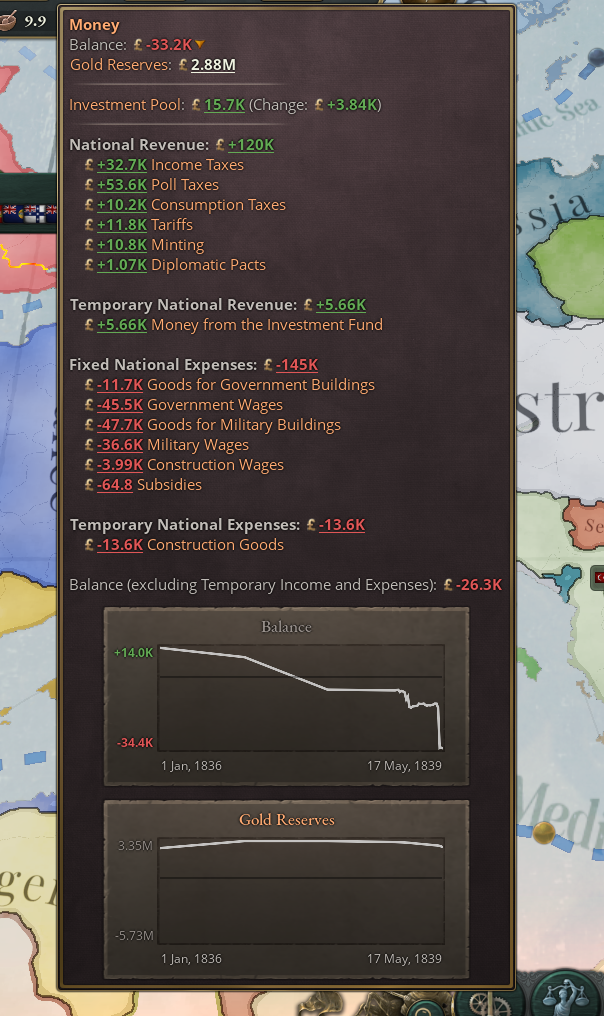 9.9
Money
Balance: £ -33.2K
Gold Reserves: £ 2.88M
Investment Pool: £ 15.7K (Change: £ +3.84K)
National Revenue: £ +120K
£ +32.7K Income Taxes
£ +53.6K Poll Taxes
£ +10.2K Consumption Taxes
£ +11.8K Tariffs
£ +10.8K Minting
£ +1.07K Diplomatic Pacts
Temporary National Revenue: £ +5.66K
£ +5.66K Money from the Investment Fund
Fixed National Expenses: £ -145K
£ -11.7K Goods for Government Buildings
£ -45.5K Government Wages
£ -47.7K Goods for Military Buildings
£ -36.6K Military Wages
£ -3.99K Construction Wages
£ -64.8 Subsidies
Temporary National Expenses: £ -13.6K
£ -13.6K Construction Goods
Balance (excluding Temporary Income and Expenses): £ -26.3K
Balance
+14.0K
-34.4K
1 Jan, 1836 17 May, 1839
Gold Reserves
3.35M
-5.73M
1 Jan, 1836 17 May, 1839
ssia
str
Se
Medi
ger